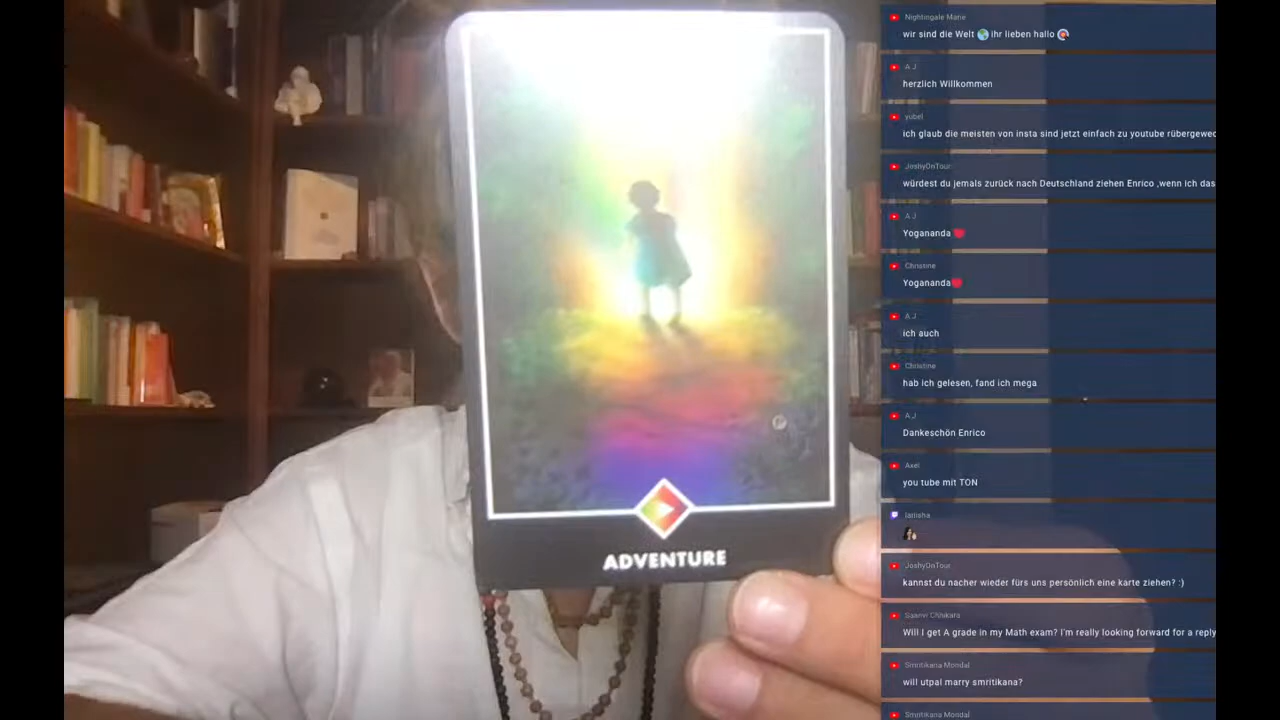 ADVENTURE
Nightingale Marie
wir sind die Welt 🌎 ihr lieben hallo
A J
herzlich Willkommen
yübel
ich glaub die meisten von insta sind jetzt einfach zu youtube rübergewec
JoshyOnTour
würdest du jemals zurück nach Deutschland ziehen Enrico ,wenn ich das
A J
Yogananda ❤️
Christine
Yogananda❤️
A J
ich auch
Christine
hab ich gelesen, fand ich mega
A J
Dankeschön Enrico
Axel
you tube mit TON
JoshyOnTour
kannst du nacher wieder fürs uns persönlich eine karte ziehen? :)
Saanvi Chhikara
Will I get A grade in my Math exam? I'm really looking forward for a reply
Smritikana Mondal
will utpal marry smritikana?
Smritikana Mondal